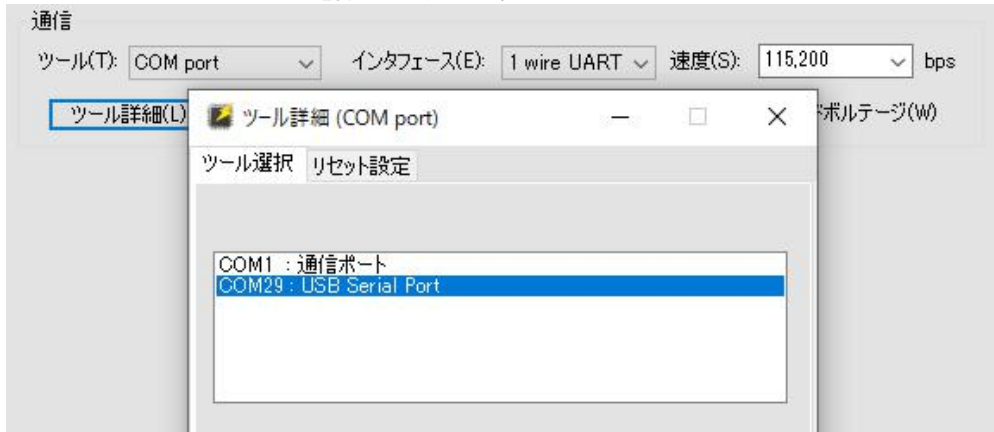 通信
ツール(T): COM port インタフェース(E): 1 wire UART 速度(S): 115,200 bps
ツール詳細(L) ドボルテージ(W)
ツール詳細 (COM port)
ツール選択 リセット設定
COM1 : 通信ポート
COM29 : USB Serial Port